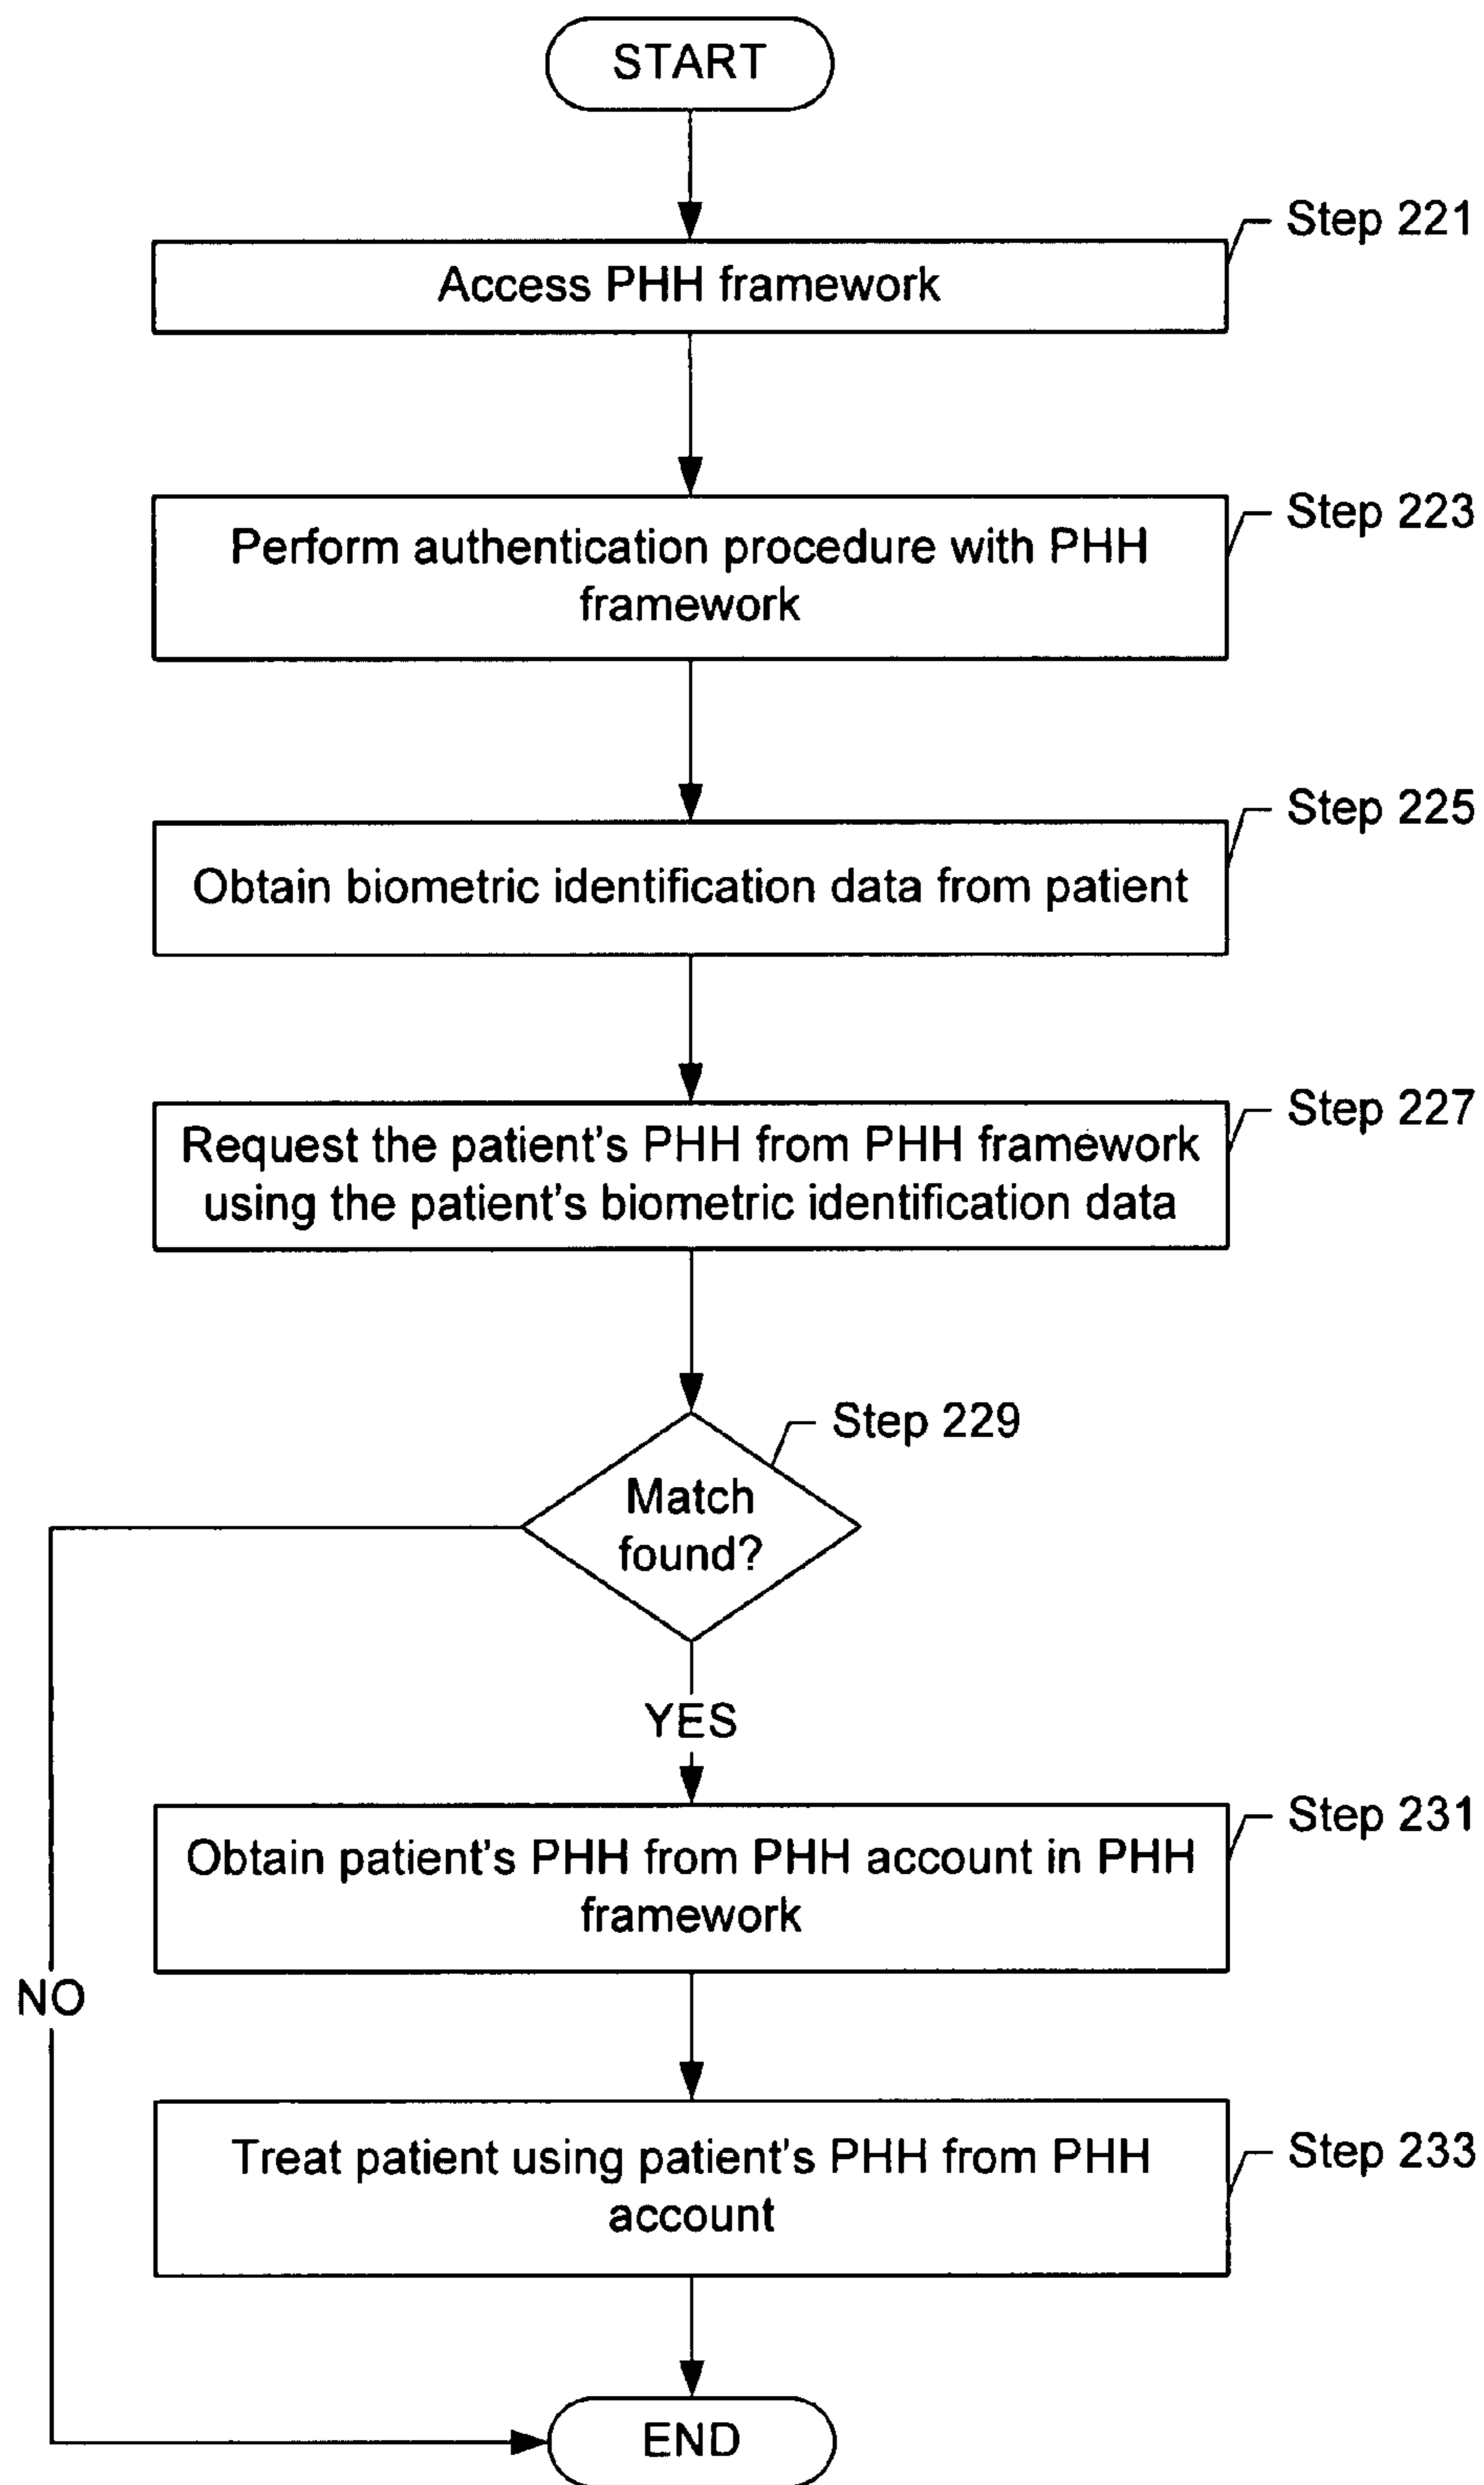 START
Step 221
Access PHH framework
Step 223
Perform authentication procedure with PHH
framework
Step 225
Obtain biometric identification data from patient
Step 227
Request the patient's PHH from PHH framework
using the patient's biometric identification data
Step 229
Match
found?
YES
Step 231
Obtain patient's PHH from PHH account in PHH
framework
NO
Step 233
Treat patient using patient's PHH from PHH
account
END